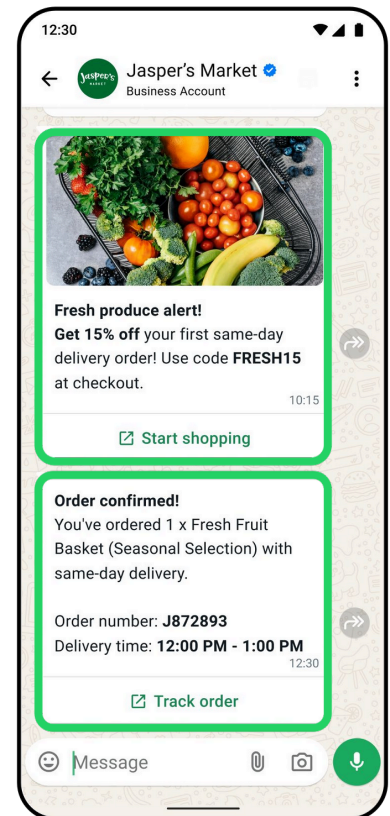 12:30
Jasper's
MARKET
Jasper’s Market
Business Account
Fresh produce alert!
Get 15% off your first same-day
delivery order! Use code FRESH15
at checkout.
10:15
Start shopping
Order confirmed!
You've ordered 1 x Fresh Fruit
Basket (Seasonal Selection) with
same-day delivery.
Order number: J872893
Delivery time: 12:00 PM - 1:00 PM
12:30
Track order
Message